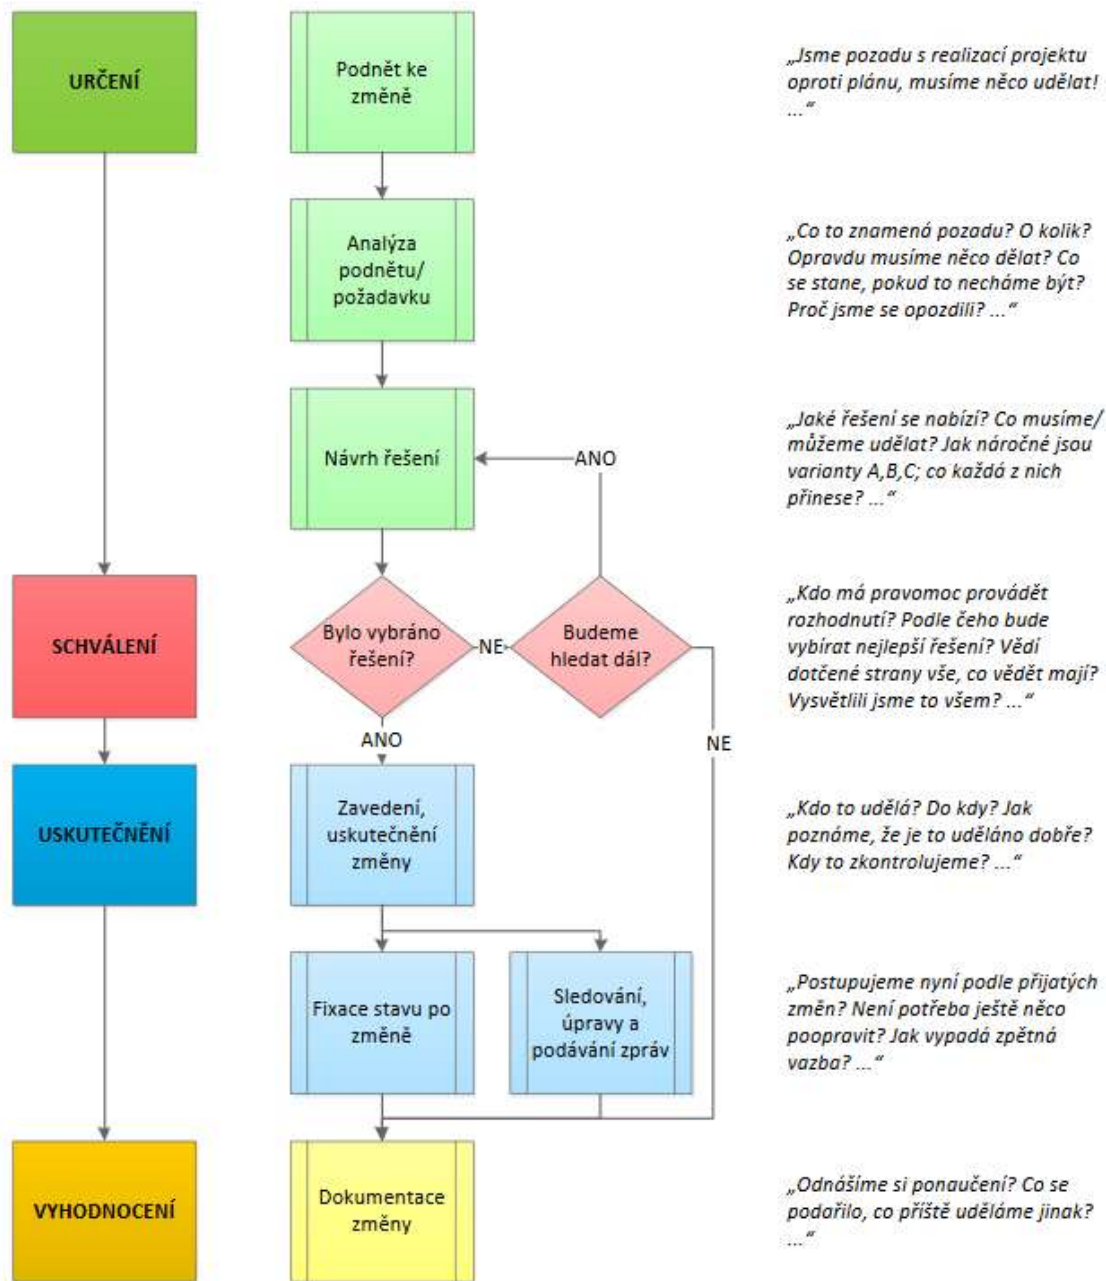 URČENÍ
Podnět ke
změně
„Jsme pozadu s realizací projektu
oproti plánu, musíme něco udělat!
...“
Analýza
podnětu/
požadavku
„Co to znamená pozadu? O kolik?
Opravdu musíme něco dělat? Co
se stane, pokud to necháme být?
Proč jsme se opozdili? ...“
Návrh řešení
ANO
„Jaké řešení se nabízí? Co musíme/
můžeme udělat? Jak náročné jsou
varianty A,B,C; co každá z nich
přinese? ...“
SCHVÁLENÍ
Bylo vybráno
řešení?
NE
Budeme
hledat dál?
„Kdo má pravomoc provádět
rozhodnutí? Podle čeho bude
vybírat nejlepší řešení? Vědí
dotčené strany vše, co vědět mají?
Vysvětlili jsme to všem? ...“
ANO
NE
USKUTEČNĚNÍ
Zavedení,
uskutečnění
změny
„Kdo to udělá? Do kdy? Jak
poznáme, že je to uděláno dobře?
Kdy to zkontrolujeme? ...“
Fixace stavu po
změně
Sledování,
úpravy a
podávání zpráv
„Postupujeme nyní podle přijatých
změn? Není potřeba ještě něco
poopravit? Jak vypadá zpětná
vazba? ...“
VYHODNOCENÍ
Dokumentace
změny
„Odnášíme si ponaučení? Co se
podařilo, co příště uděláme jinak?
...“